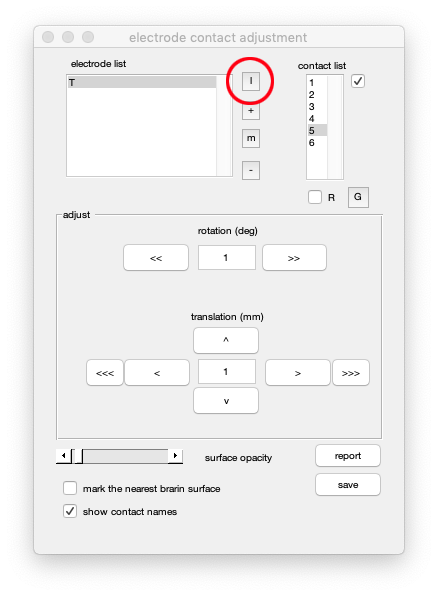 electrode contact adjustment
electrode list
contact list
T
l
+
m
-
1
2
3
4
5
6
R
G
adjust
rotation (deg)
<<
1
>>
translation (mm)
^
<<<
<
1
>
>>>
v
surface opacity
report
mark the nearest brarin surface
save
show contact names